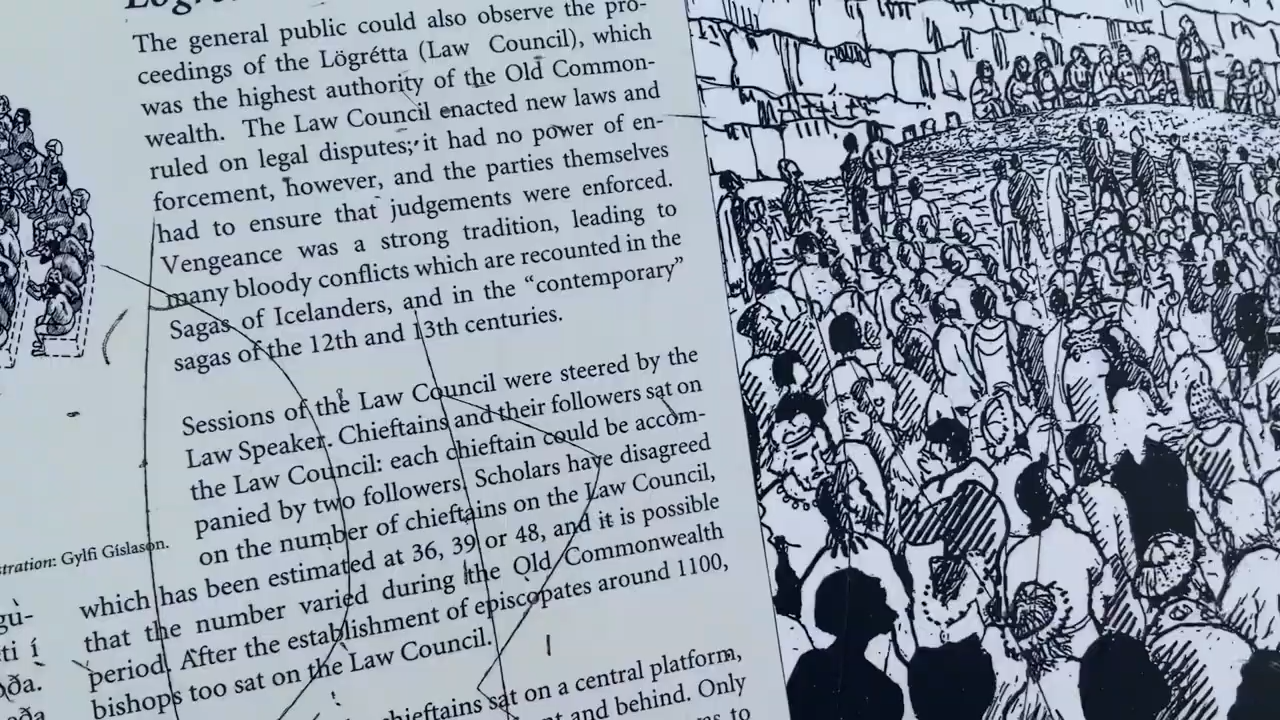 The general public could also observe the pro-
ceedings of the Lögrétta (Law Council), which
was the highest authority of the Old Common-
wealth. The Law Council enacted new laws and
ruled on legal disputes; it had no power of en-
forcement, however, and the parties themselves
had to ensure that judgements were enforced.
Vengeance was a strong tradition, leading to
many bloody conflicts which are recounted in the
Sagas of Icelanders, and in the “contemporary”
sagas of the 12th and 13th centuries.
Sessions of the Law Council were steered by the
Law Speaker. Chieftains and their followers sat on
the Law Council: each chieftain could be accom-
panied by two followers. Scholars have disagreed
on the number of chieftains on the Law Council,
which has been estimated at 36, 39 or 48, and it is possible
that the number varied during the Old Commonwealth
period. After the establishment of episcopates around 1100,
bishops too sat on the Law Council.
chieftains sat on a central platform,
and behind. Only
to
Gylfi Gíslason.
í